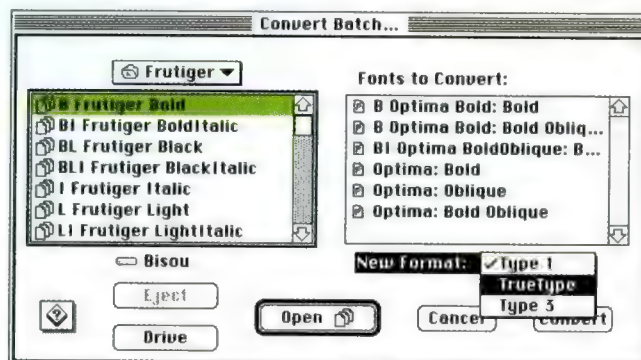 Convert Batch...
Frutiger
Fonts to Convert:
B Frutiger Bold
BI Frutiger BoldItalic
BL Frutiger Black
BLI Frutiger BlackItalic
I Frutiger Italic
L Frutiger Light
LI Frutiger LightItalic
B Optima Bold: Bold
B Optima Bold: Bold Obliq...
BI Optima BoldOblique: B...
Optima: Bold
Optima: Oblique
Optima: Bold Oblique
Bisou
New Format:
✓Type 1
TrueType
Type 3
Eject
?
Drive
Open
Cancel
Convert